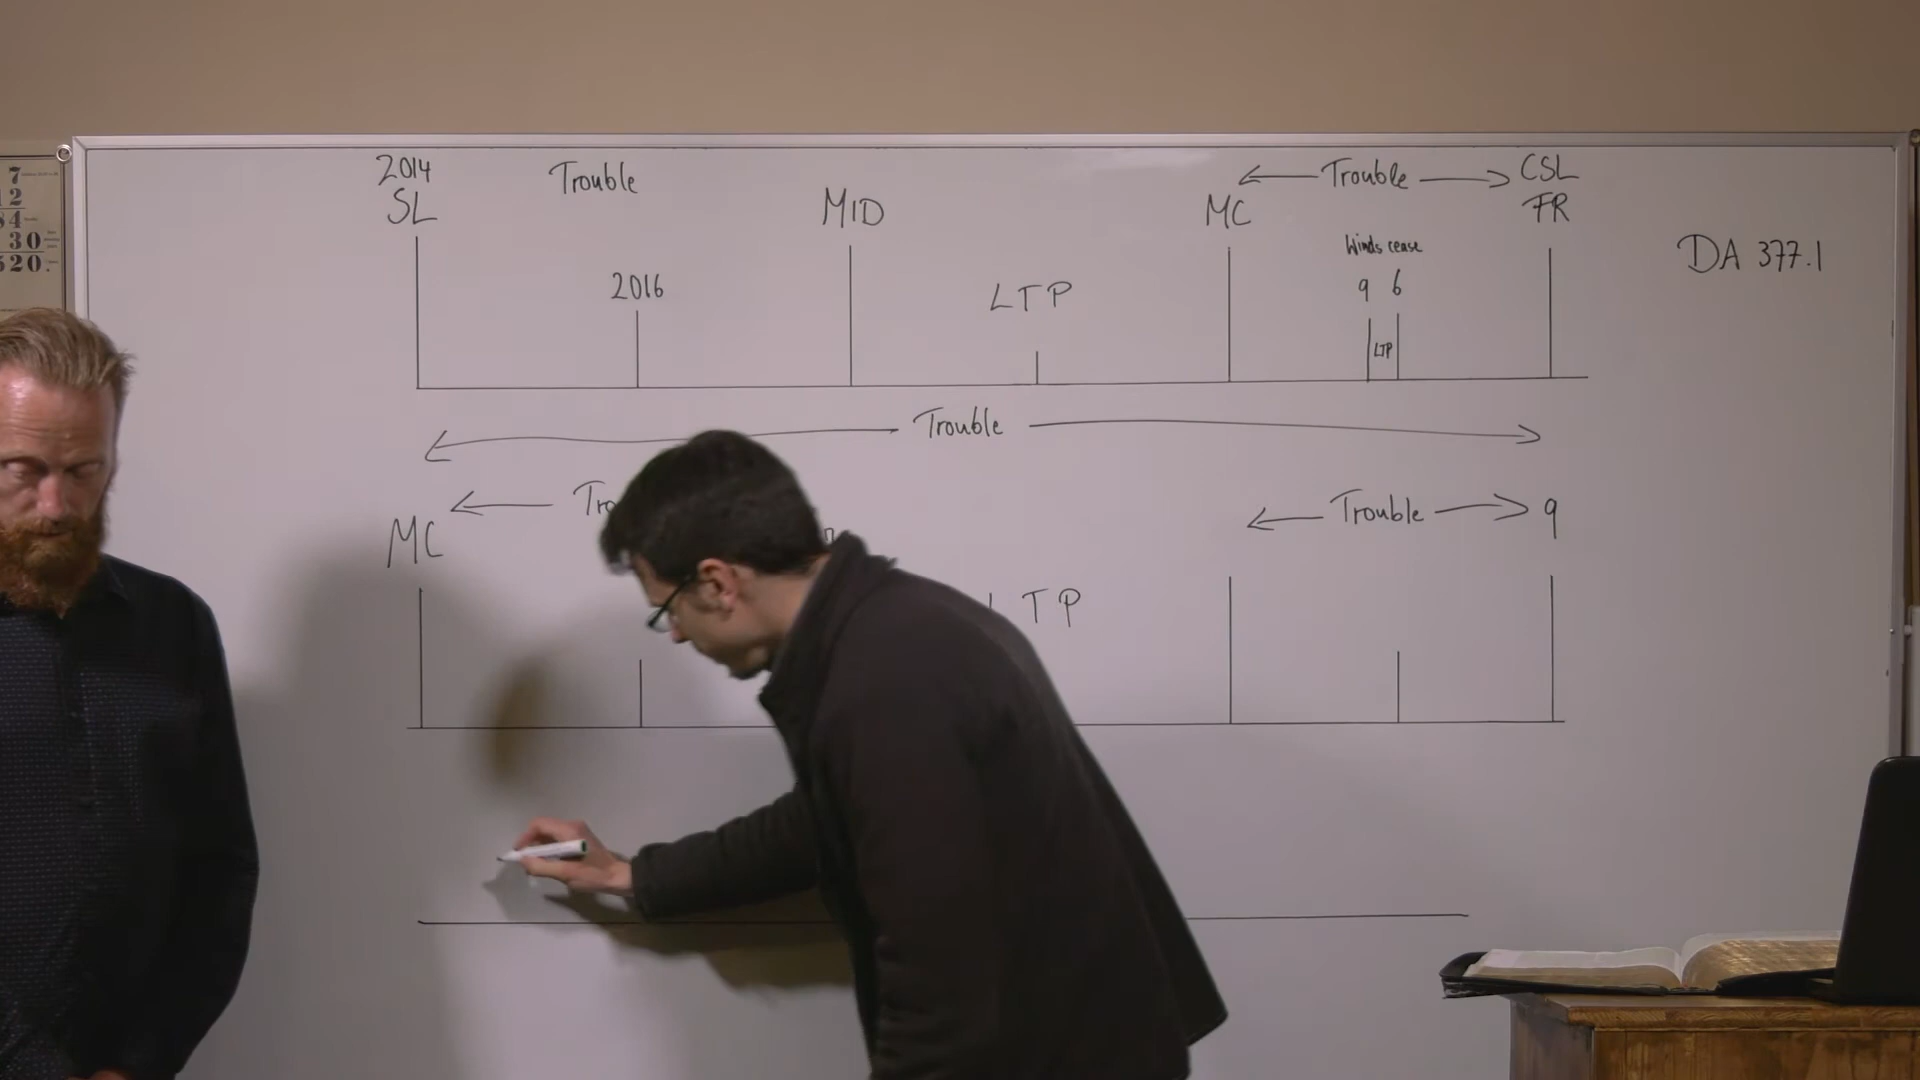 7
2014 Trouble Trouble CSL
12
SL MID MC FR
84
30
Winds cease
DA 377.1
520.
2016 LTP 9 6
LTP
Trouble
Trouble 9
MC
TP